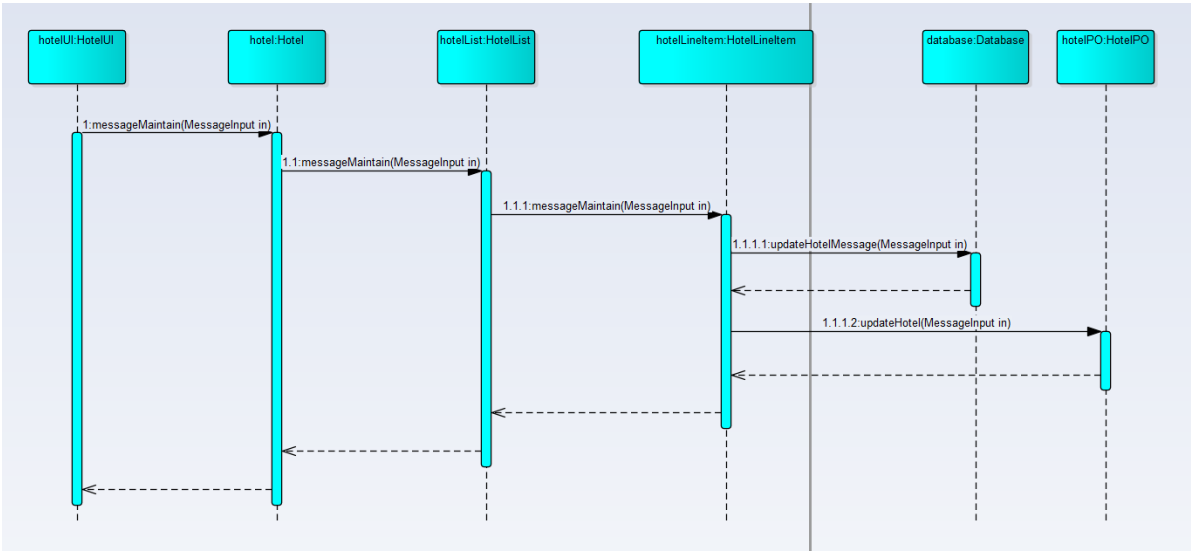 hotelUI:HotelUI
hotel:Hotel
hotelList:HotelList
hotelLineItem:HotelLineItem
database:Database
hotelPO:HotelPO
1:messageMaintain(MessageInput in)
1.1:messageMaintain(MessageInput in)
1.1.1:messageMaintain(MessageInput in)
1.1.1.1:updateHotelMessage(MessageInput in)
1.1.1.2:updateHotel(MessageInput in)